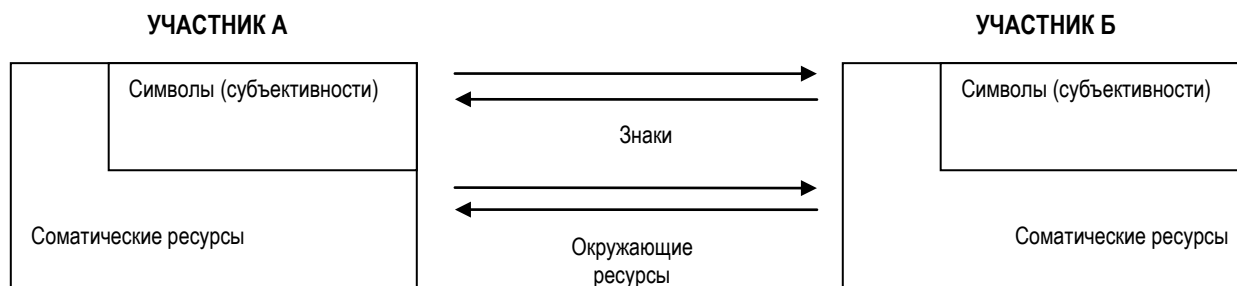 УЧАСТНИК А
УЧАСТНИК Б
Символы (субъективности)
Символы (субъективности)
Знаки
Соматические ресурсы
Соматические ресурсы
Окружающие
ресурсы